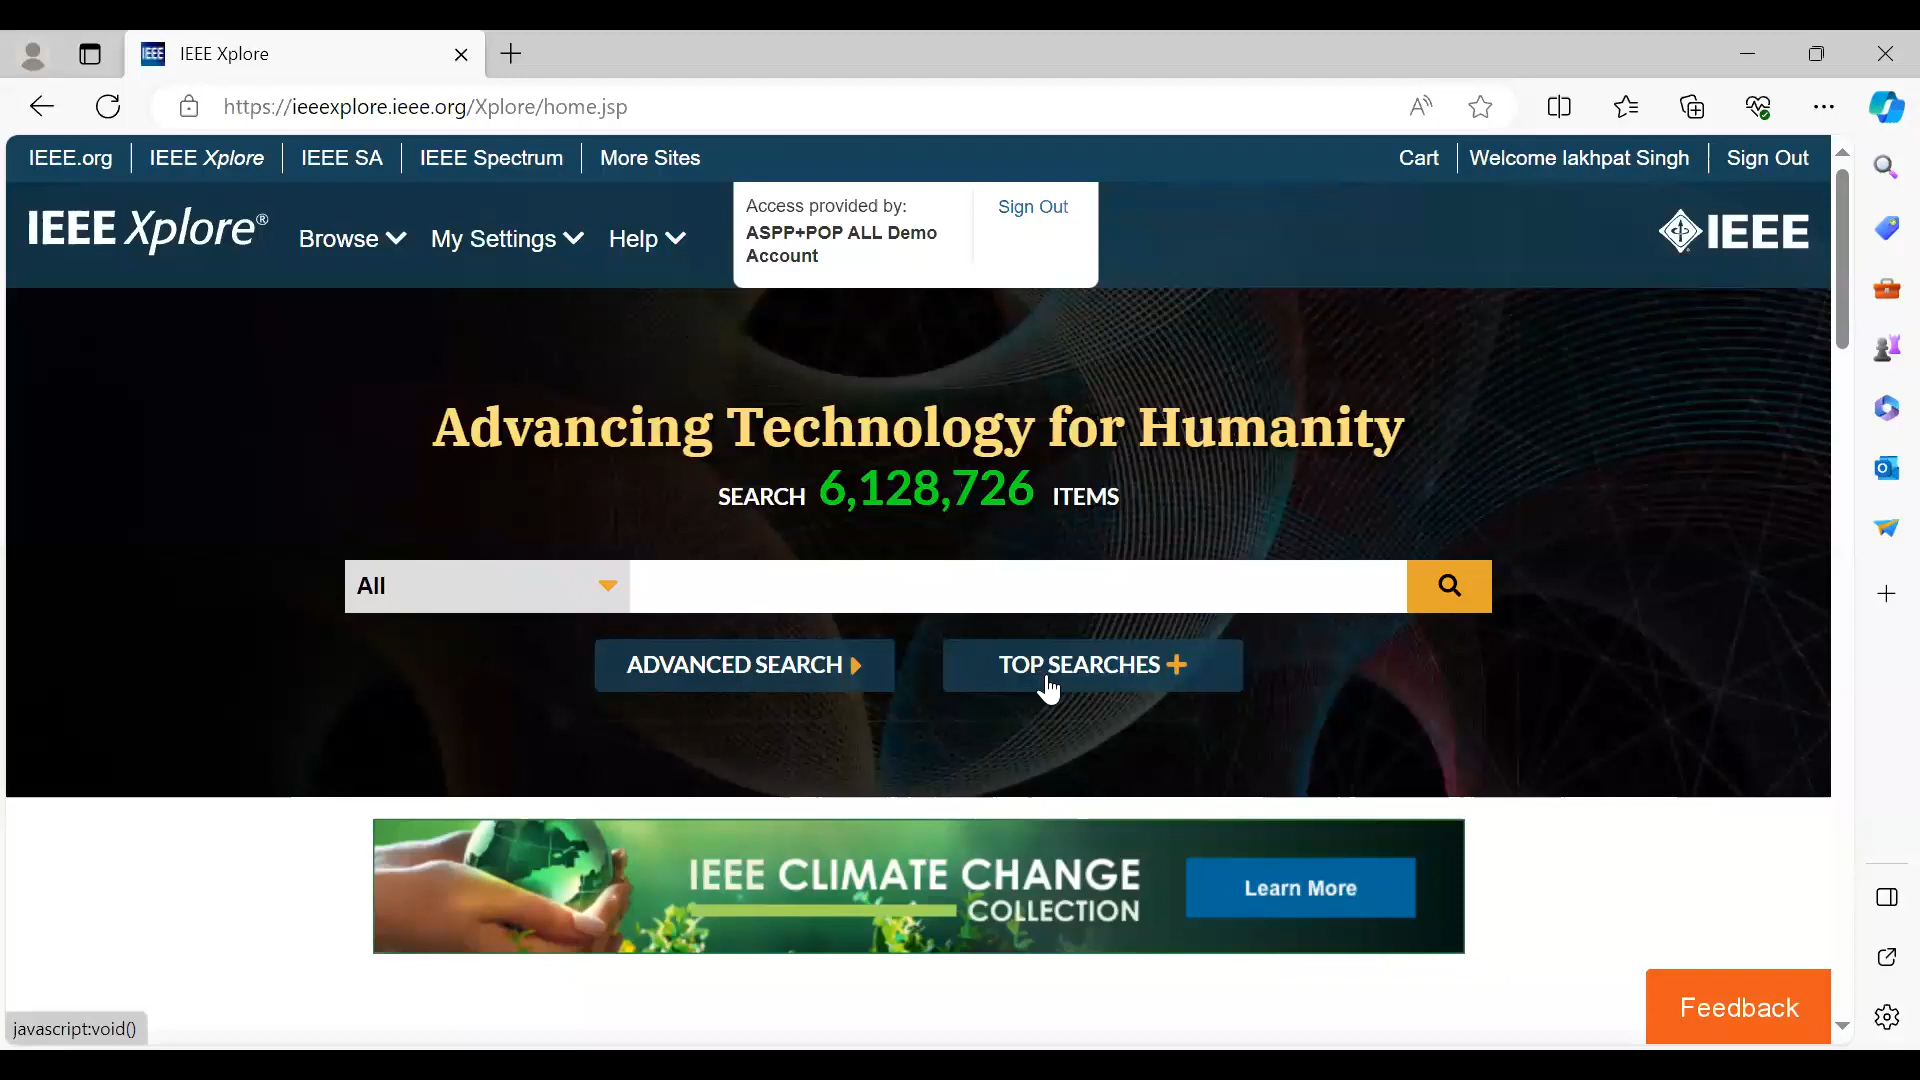 IEEE IEEE Xplore
https://ieeexplore.ieee.org/Xplore/home.jsp
IEEE.org IEEE Xplore IEEE SA IEEE Spectrum More Sites Cart Welcome lakhpat Singh Sign Out
IEEE Xplore® Browse My Settings Help
Access provided by:
ASPP+POP ALL Demo
Account
Sign Out
IEEE
Advancing Technology for Humanity
SEARCH 6,128,726 ITEMS
All
ADVANCED SEARCH TOP SEARCHES
IEEE CLIMATE CHANGE
COLLECTION
Learn More
Feedback
javascript:void()